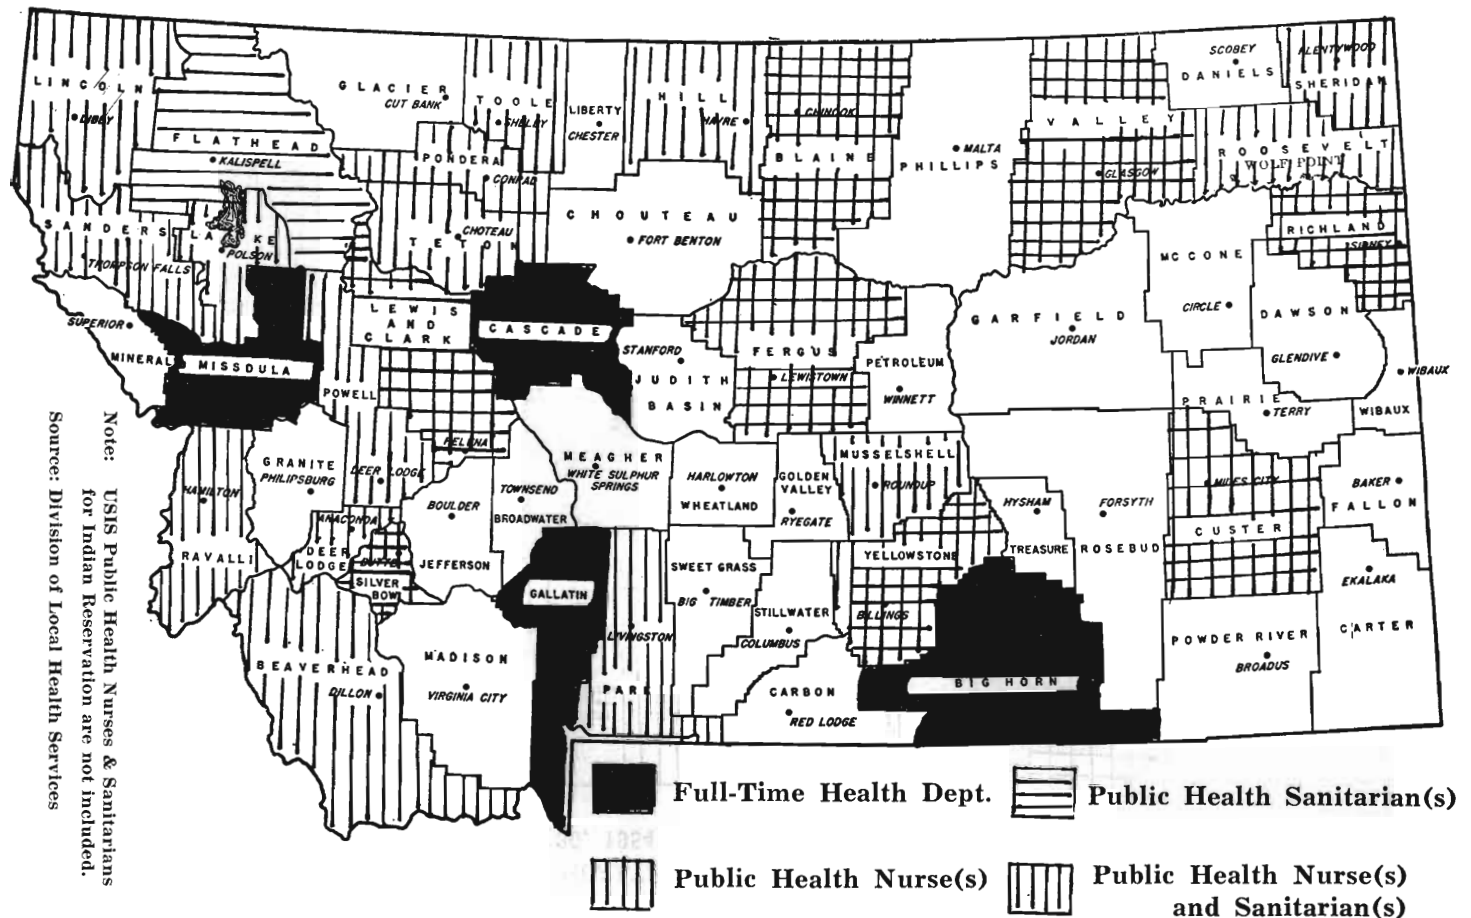 LINCOLN
LIBBY
FLATHEAD
KALISPELL
GLACIER
CUT BANK
TOOLE
SHELBY
LIBERTY
CHESTER
HILL
HAVRE
CHINOOK
BLAINE
MALTA
PHILLIPS
VALLEY
GLASGOW
SCOBEY
DANIELS
PLENTYWOOD
SHERIDAN
ROOSEVELT
WOLF POINT
PONDERA
CONRAD
SANDERS
THOMPSON FALLS
LAKE
POLSON
CHOTEAU
TETON
CHOUTEAU
FORT BENTON
RICHLAND
SIDNEY
MC CONE
CIRCLE
DAWSON
GLENDIVE
GARFIELD
JORDAN
SUPERIOR
MINERAL
MISSOULA
LEWIS
AND
CLARK
CASCADE
STANFORD
JUDITH
BASIN
FERGUS
LEWISTOWN
PETROLEUM
WINNETT
PRAIRIE
TERRY
WIBAUX
WIBAUX
POWELL
HELENA
MEAGHER
WHITE SULPHUR
SPRINGS
HARLOWTON
WHEATLAND
GOLDEN
VALLEY
RYEGATE
MUSSELSHELL
ROUNDUP
HYSHAM
TREASURE
FORSYTH
ROSEBUD
MILES CITY
CUSTER
BAKER
FALLON
GRANITE
PHILIPSBURG
DEER LODGE
HAMILTON
RAVALLI
ANACONDA
DEER
LODGE
BUTTE
SILVER
BOW
BOULDER
JEFFERSON
TOWNSEND
BROADWATER
GALLATIN
LIVINGSTON
PARK
SWEET GRASS
BIG TIMBER
STILLWATER
COLUMBUS
YELLOWSTONE
BILLINGS
BIG HORN
EKALAKA
CARTER
POWDER RIVER
BROADUS
BEAVERHEAD
DILLON
MADISON
VIRGINIA CITY
CARBON
RED LODGE
Note: USIS Public Health Nurses & Sanitarians
for Indian Reservation are not included.
Source: Division of Local Health Services
Full-Time Health Dept.
Public Health Sanitarian(s)
Public Health Nurse(s)
Public Health Nurse(s)
and Sanitarian(s)